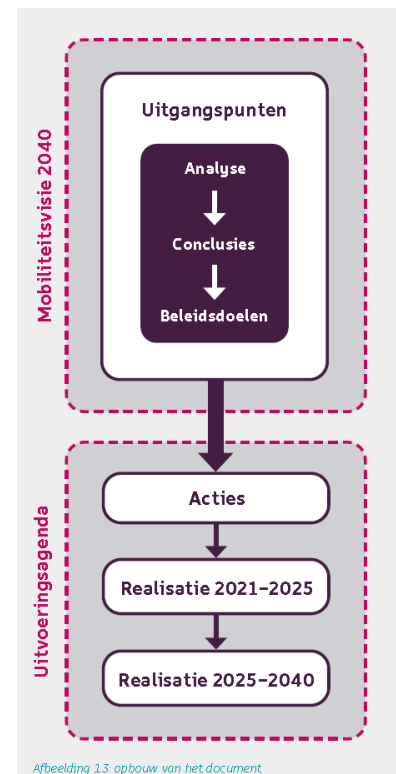 Mobiliteitsvisie 2040
Uitgangspunten
Analyse
Conclusies
Beleidsdoelen
Uitvoeringsagenda
Acties
Realisatie 2021–2025
Realisatie 2025–2040
Afbeelding 13: opbouw van het document